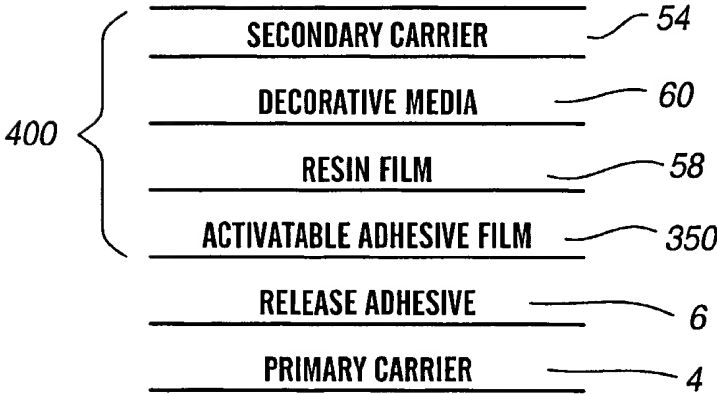 SECONDARY CARRIER 54
DECORATIVE MEDIA 60
400
RESIN FILM 58
ACTIVATABLE ADHESIVE FILM 350
RELEASE ADHESIVE 6
PRIMARY CARRIER 4